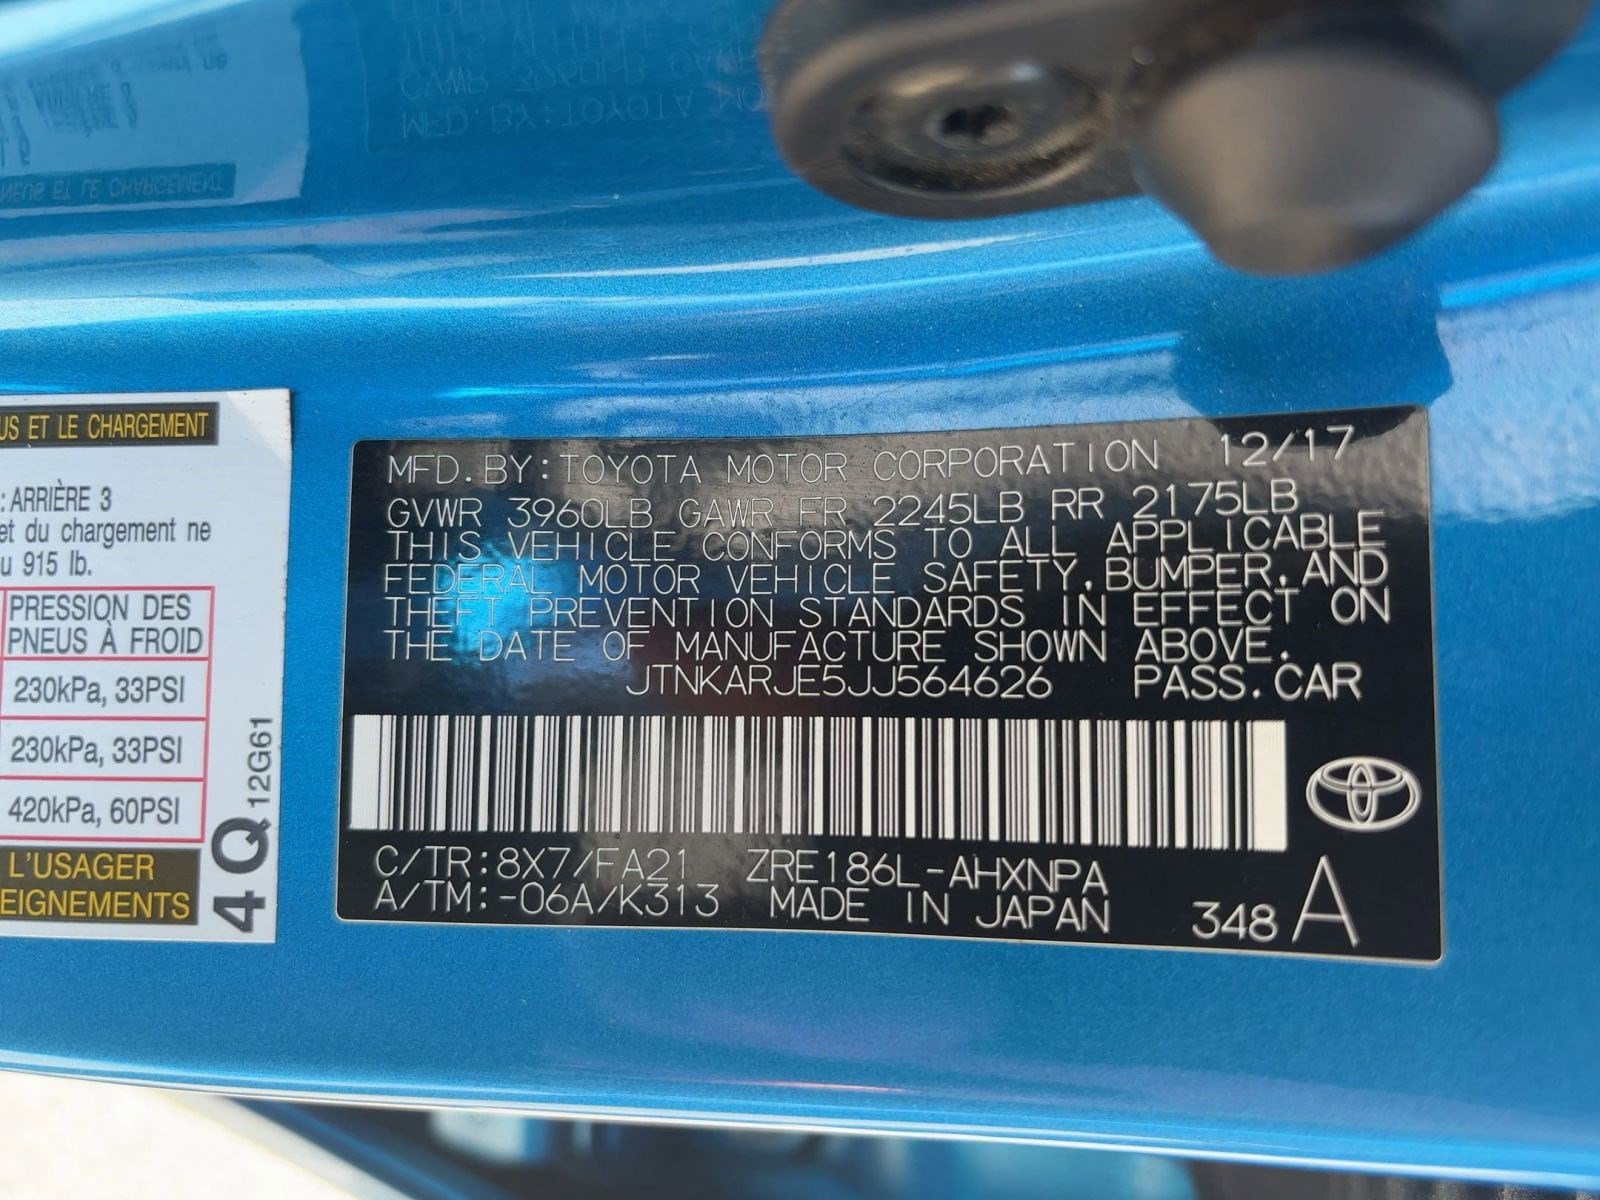 US ET LE CHARGEMENT
: ARRIÈRE 3
et du chargement ne
u 915 lb.
PRESSION DES
PNEUS À FROID
230kPa, 33PSI
230kPa, 33PSI
420kPa, 60PSI
L'USAGER
EIGNEMENTS
4Q 12G61
MFD. BY: TOYOTA MOTOR CORPORATION 12/17
GVWR 3960LB GAWR FR 2245LB RR 2175LB
THIS VEHICLE CONFORMS TO ALL APPLICABLE
FEDERAL MOTOR VEHICLE SAFETY, BUMPER, AND
THEFT PREVENTION STANDARDS IN EFFECT ON
THE DATE OF MANUFACTURE SHOWN ABOVE.
JTNKARJE5JJ564626 PASS. CAR
C/TR: 8X7/FA21 ZRE186L-AHXNPA
A/TM: -06A/K313 MADE IN JAPAN 348 A